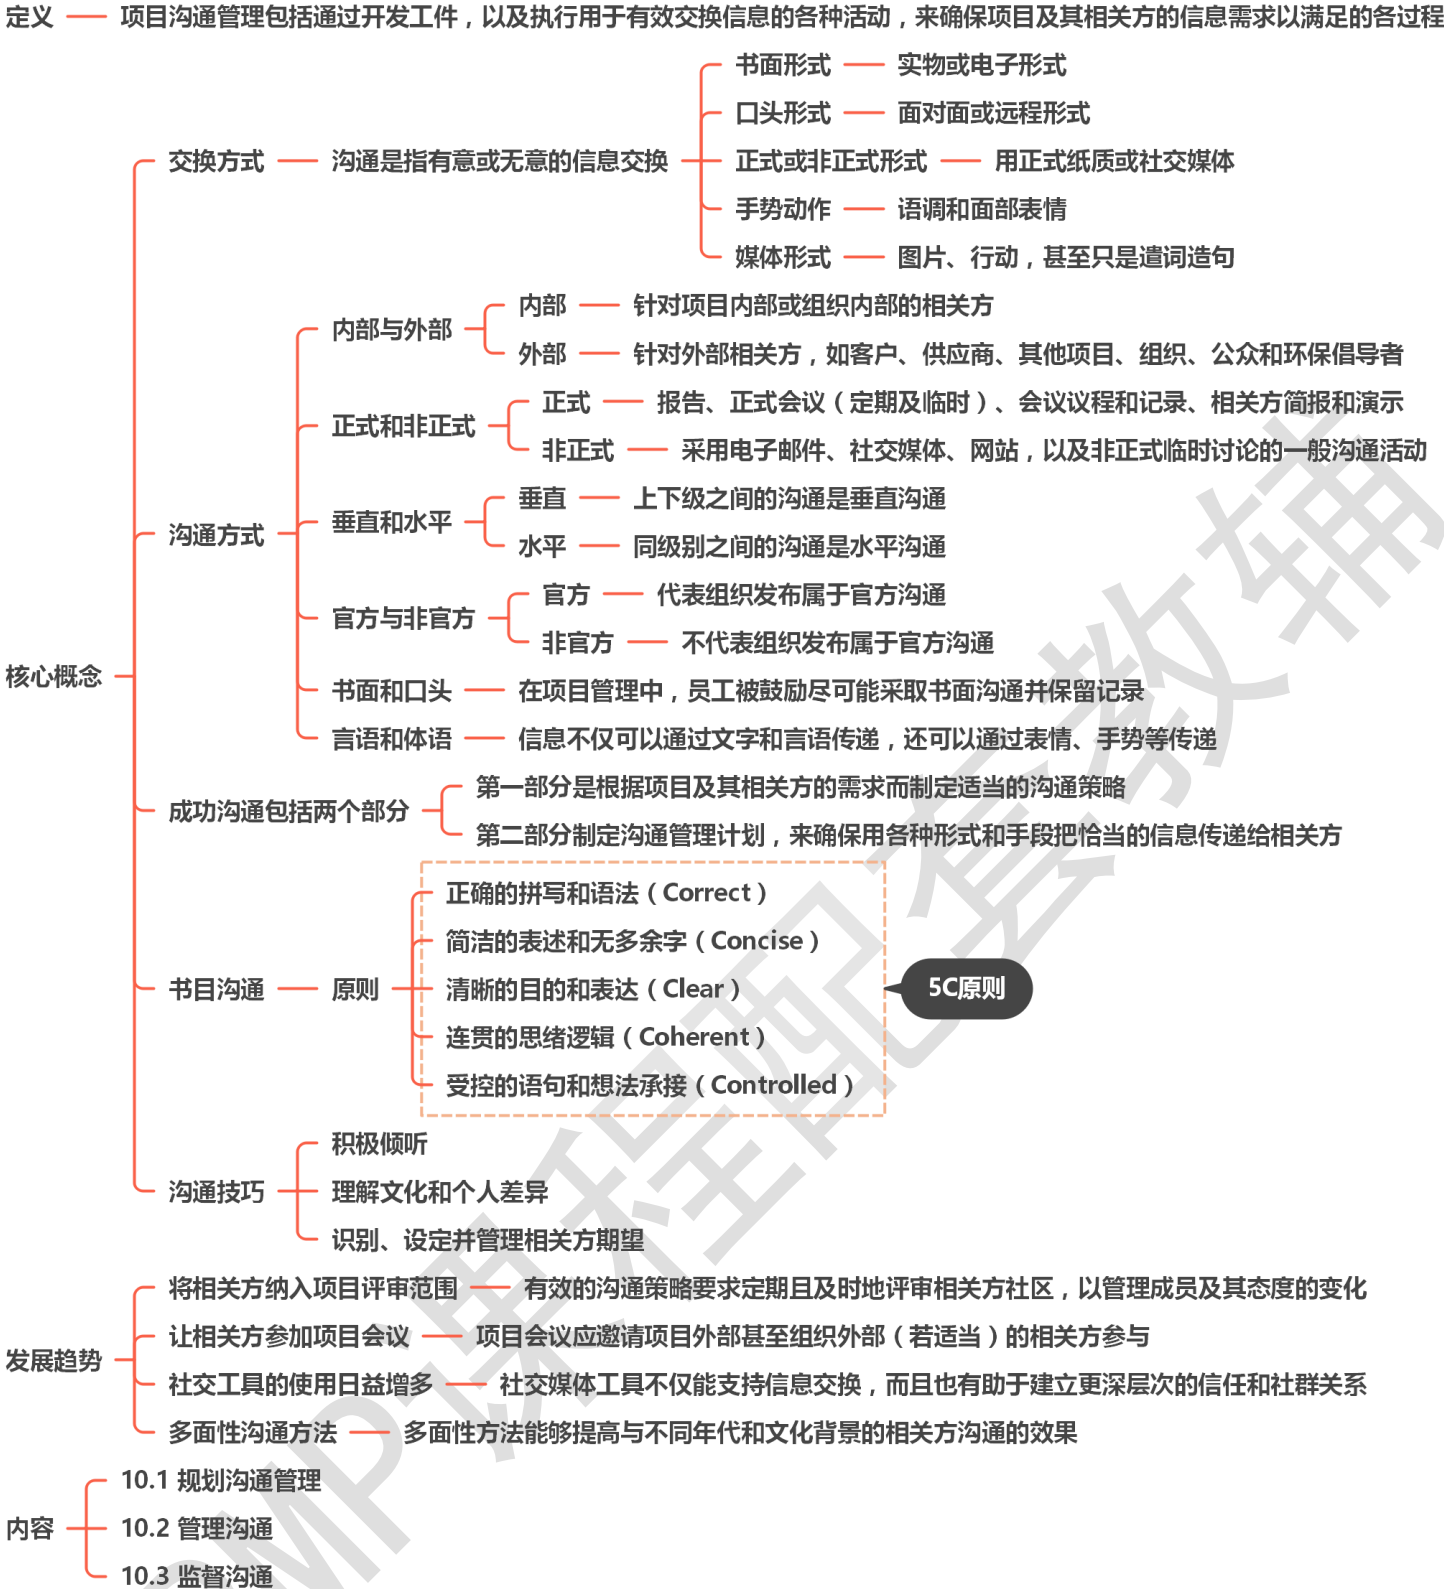 定义 项目沟通管理包括通过开发工件，以及执行用于有效交换信息的各种活动，来确保项目及其相关方的信息需求以满足的各过程
核心概念
交换方式 沟通是指有意或无意的信息交换
书面形式 实物或电子形式
口头形式 面对面或远程形式
正式或非正式形式 用正式纸质或社交媒体
手势动作 语调和面部表情
媒体形式 图片、行动，甚至只是遣词造句
沟通方式
内部与外部
内部 针对项目内部或组织内部的相关方
外部 针对外部相关方，如客户、供应商、其他项目、组织、公众和环保倡导者
正式和非正式
正式 报告、正式会议（定期及临时）、会议议程和记录、相关方简报和演示
非正式 采用电子邮件、社交媒体、网站，以及非正式临时讨论的一般沟通活动
垂直和水平
垂直 上下级之间的沟通是垂直沟通
水平 同级别之间的沟通是水平沟通
官方与非官方
官方 代表组织发布属于官方沟通
非官方 不代表组织发布属于官方沟通
书面和口头 在项目管理中，员工被鼓励尽可能采取书面沟通并保留记录
言语和体语 信息不仅可以通过文字和言语传递，还可以通过表情、手势等传递
成功沟通包括两个部分
第一部分是根据项目及其相关方的需求而制定适当的沟通策略
第二部分制定沟通管理计划，来确保用各种形式和手段把恰当的信息传递给相关方
书目沟通 原则
正确的拼写和语法（Correct）
简洁的表述和无多余字（Concise）
清晰的目的和表达（Clear）
连贯的思绪逻辑（Coherent）
受控的语句和想法承接（Controlled）
5C原则
沟通技巧
积极倾听
理解文化和个人差异
识别、设定并管理相关方期望
发展趋势
将相关方纳入项目评审范围 有效的沟通策略要求定期且及时地评审相关方社区，以管理成员及其态度的变化
让相关方参加项目会议 项目会议应邀请项目外部甚至组织外部（若适当）的相关方参与
社交工具的使用日益增多 社交媒体工具不仅能支持信息交换，而且也有助于建立更深层次的信任和社群关系
多面性沟通方法 多面性方法能够提高与不同年代和文化背景的相关方沟通的效果
内容
10.1 规划沟通管理
10.2 管理沟通
10.3 监督沟通
PMP课程配套教辅